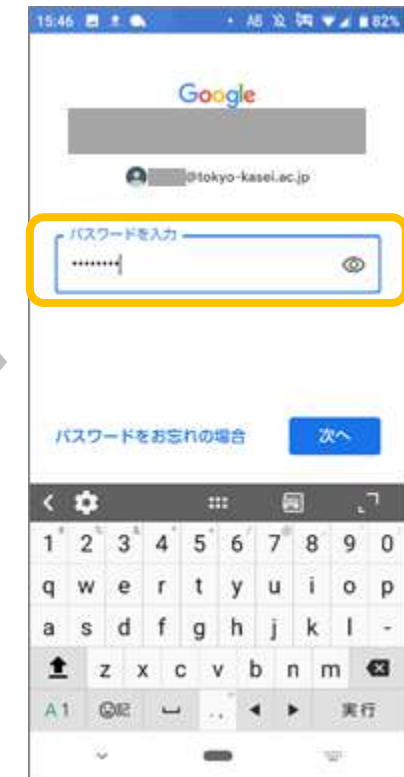 15:46 82%
Google
@tokyo-kasei.ac.jp
パスワードを入力
••••••••
パスワードをお忘れの場合 次へ
1 2 3 4 5 6 7 8 9 0
q w e r t y u i o p
a s d f g h j k l -
z x c v b n m
A1 記 実行